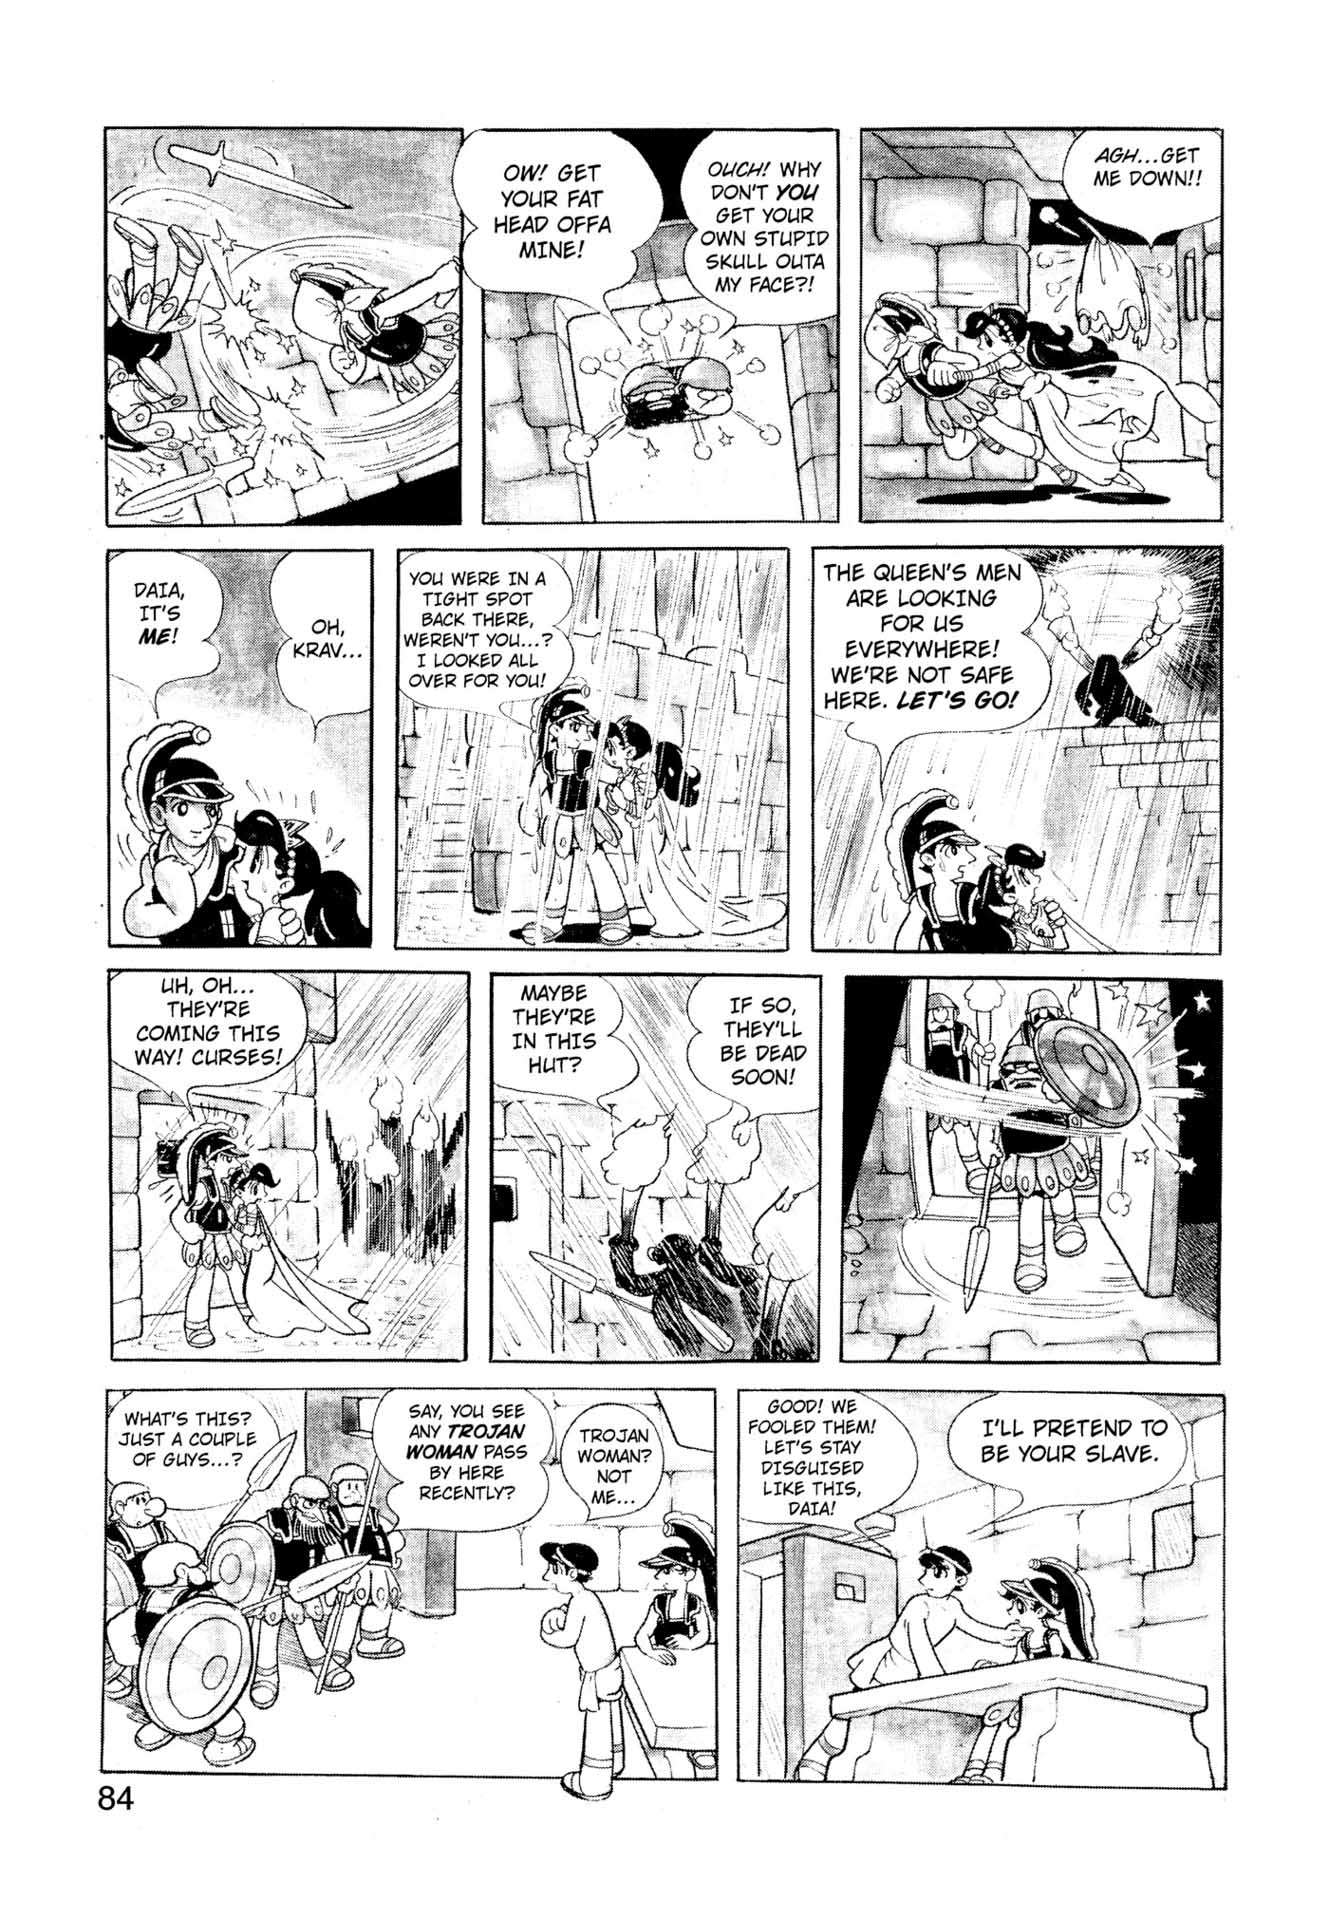 OW! GET
YOUR FAT
HEAD OFFA
MINE!
OUCH! WHY
DON'T YOU
GET YOUR
OWN STUPID
SKULL OUTA
MY FACE?!
AGH...GET
ME DOWN!!
DAIA,
IT'S
ME!
OH,
KRAV...
YOU WERE IN A
TIGHT SPOT
BACK THERE,
WEREN'T YOU...?
I LOOKED ALL
OVER FOR YOU!
THE QUEEN'S MEN
ARE LOOKING
FOR US
EVERYWHERE!
WE'RE NOT SAFE
HERE. LET'S GO!
UH, OH...
THEY'RE
COMING THIS
WAY! CURSES!
MAYBE
THEY'RE
IN THIS
HUT?
IF SO,
THEY'LL
BE DEAD
SOON!
WHAT'S THIS?
JUST A COUPLE
OF GUYS...?
SAY, YOU SEE
ANY TROJAN
WOMAN PASS
BY HERE
RECENTLY?
TROJAN
WOMAN?
NOT
ME...
GOOD! WE
FOOLED THEM!
LET'S STAY
DISGUISED
LIKE THIS,
DAIA!
I'LL PRETEND TO
BE YOUR SLAVE.
84